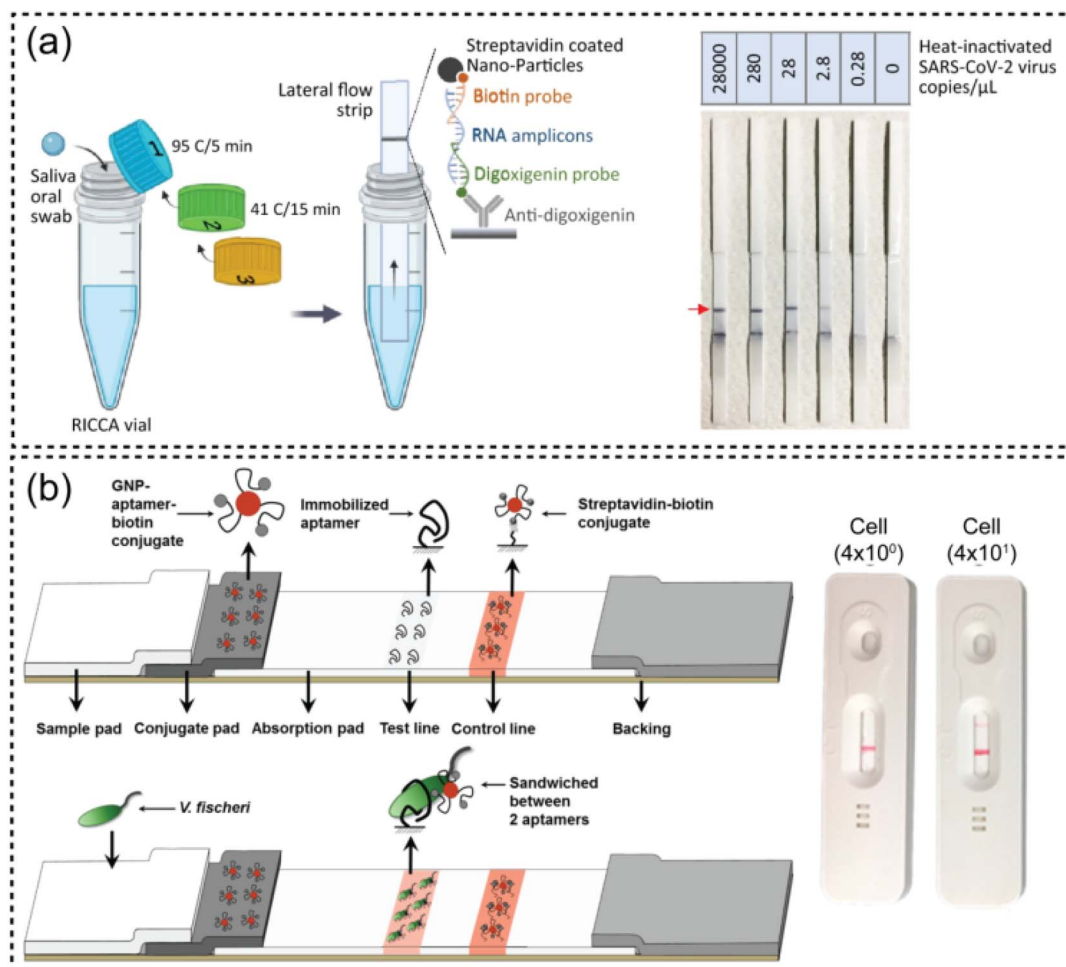 (a)
Saliva
oral
swab
1
95 C/5 min
2
41 C/15 min
3
RICCA vial
Lateral flow
strip
Streptavidin coated
Nano-Particles
Biotin probe
RNA amplicons
Digoxigenin probe
Anti-digoxigenin
28000
280
28
2.8
0.28
0
Heat-inactivated
SARS-CoV-2 virus
copies/μL
(b)
GNP-
aptamer-
biotin
conjugate
Immobilized
aptamer
Streptavidin-biotin
conjugate
Sample pad
Conjugate pad
Absorption pad
Test line
Control line
Backing
V. fischeri
Sandwiched
between
2 aptamers
Cell
(4x10⁰)
Cell
(4x10¹)